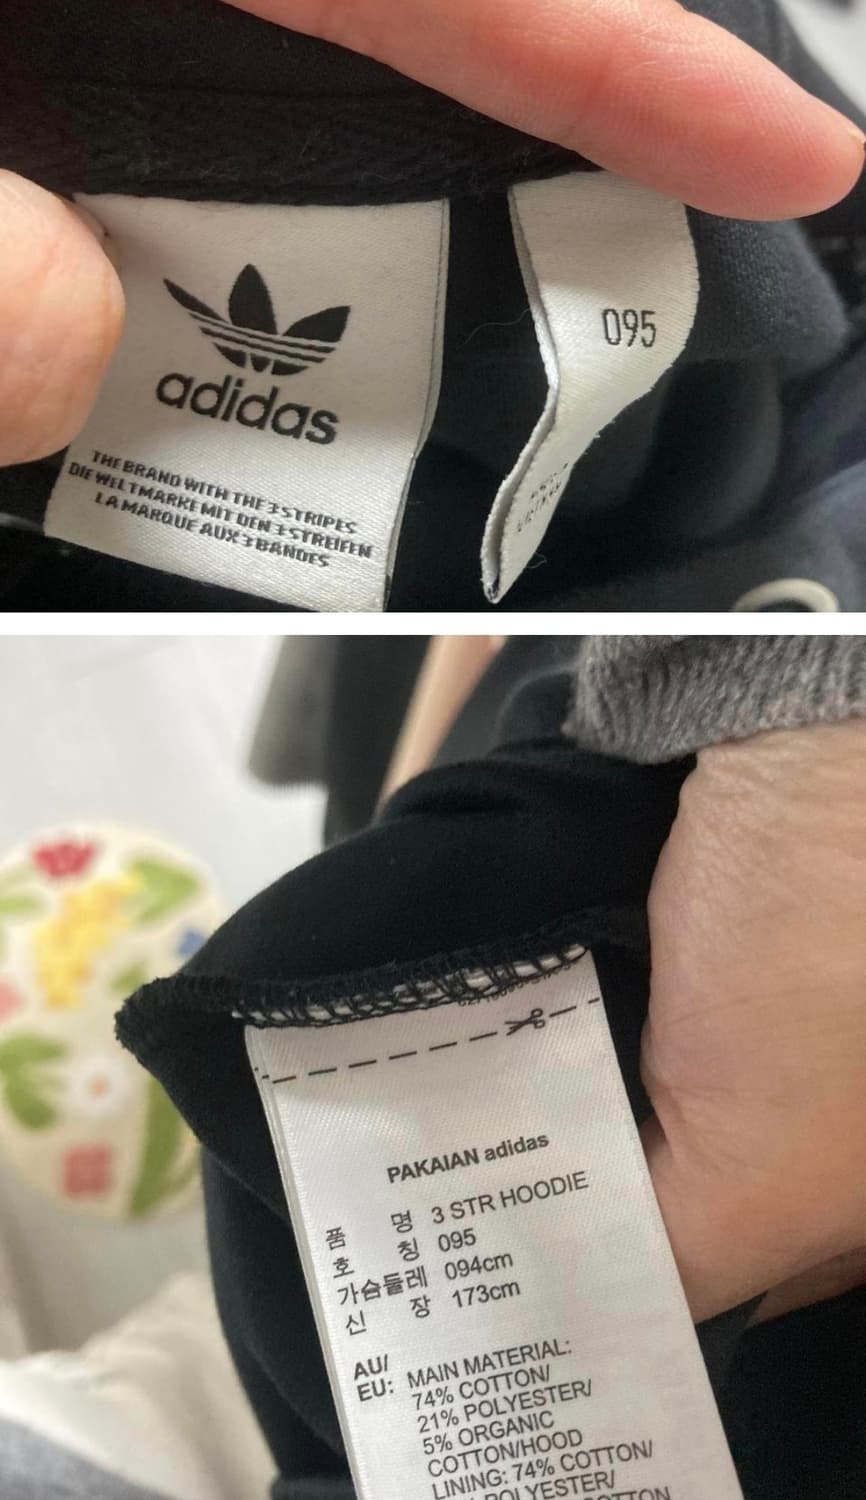 adidas
THE BRAND WITH THE 3 STRIPES
DIE WELTMARKE MIT DEN 3 STREIFEN
LA MARQUE AUX 3 BANDES
095
PAKAIAN adidas
품 명 3 STR HOODIE
호 칭 095
가슴둘레 094cm
신 장 173cm
AU/
EU: MAIN MATERIAL:
74% COTTON/
21% POLYESTER/
5% ORGANIC
COTTON/HOOD
LINING: 74% COTTON/
POLYESTER/
COTTON